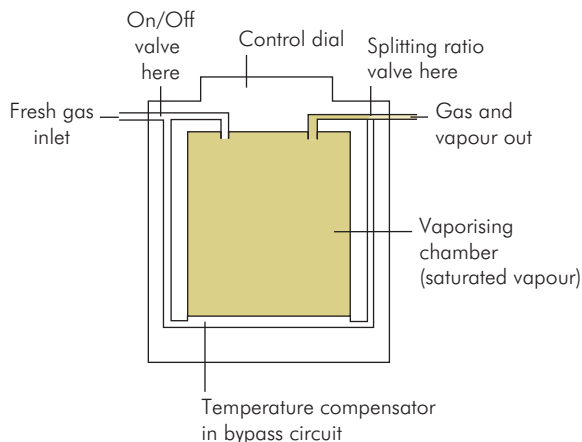 On/Off
valve
here
Control dial
Splitting ratio
valve here
Fresh gas
inlet
Gas and
vapour out
Vaporising
chamber
(saturated vapour)
Temperature compensator
in bypass circuit